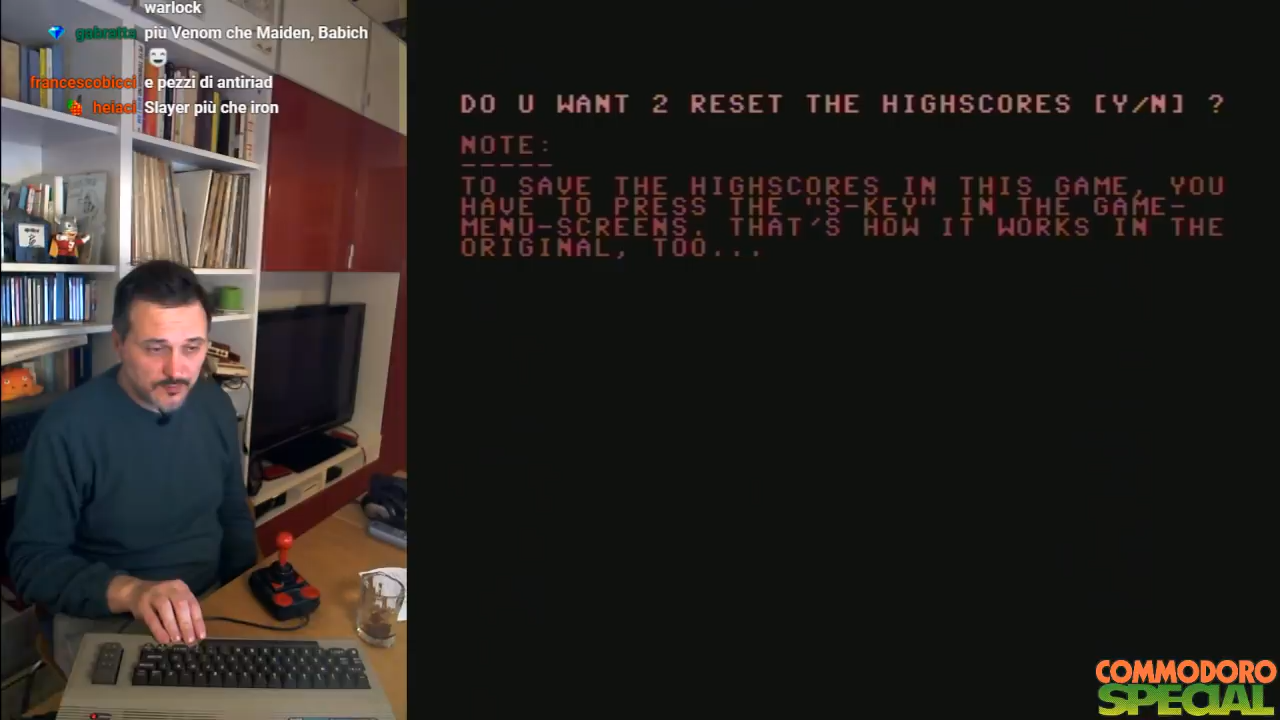 warlock
gabratta più Venom che Maiden, Babich
francescobicci e pezzi di antiriad
heiaci Slayer più che iron
DO U WANT 2 RESET THE HIGHSCORES [Y/N] ?
NOTE:
-----
TO SAVE THE HIGHSCORES IN THIS GAME, YOU
HAVE TO PRESS THE "S-KEY" IN THE GAME-
MENU-SCREENS. THAT'S HOW IT WORKS IN THE
ORIGINAL, TOO...
COMMODORO
SPECIAL